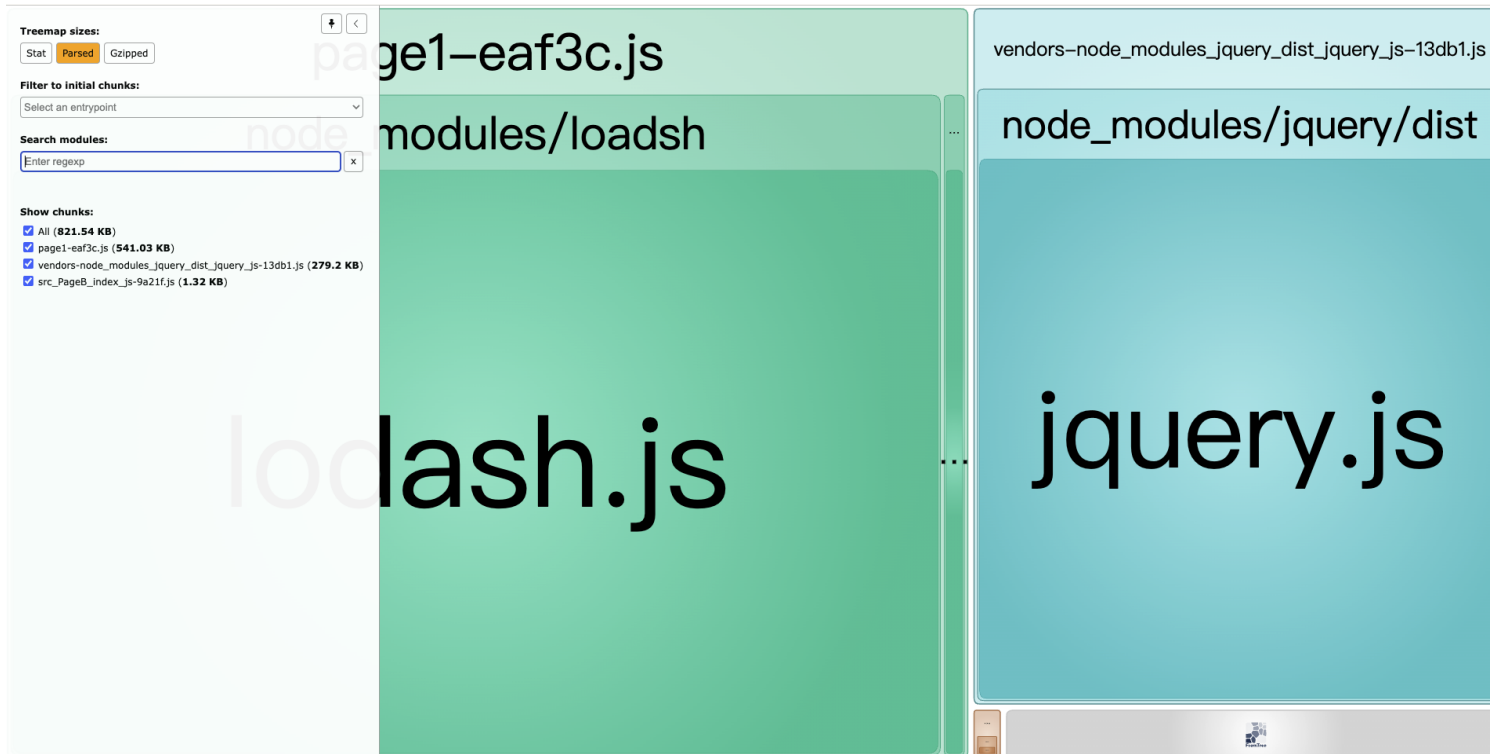 Treemap sizes:
Stat Parsed Gzipped
Filter to initial chunks:
Select an entrypoint
Search modules:
Enter regexp x
Show chunks:
All (821.54 KB)
page1-eaf3c.js (541.03 KB)
vendors-node_modules_jquery_dist_jquery_js-13db1.js (279.2 KB)
src_PageB_index_js-9a21f.js (1.32 KB)
page1-eaf3c.js
node_modules/loadsh
...
lodash.js
...
vendors-node_modules_jquery_dist_jquery_js-13db1.js
node_modules/jquery/dist
jquery.js
...
...
FoamTree